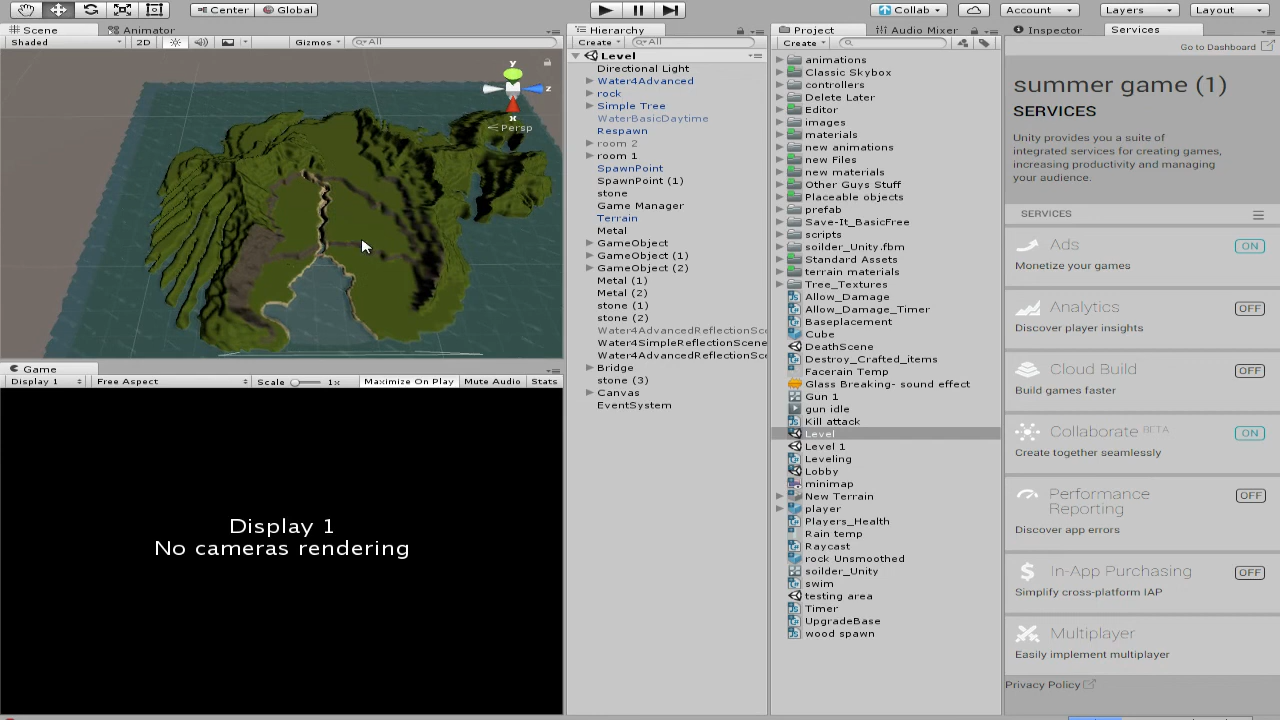 Center Global Collab Account Layers Layout
Scene Animator
Shaded 2D Gizmos All
y
z
x
Persp
Game
Display 1 Free Aspect Scale 1x Maximize On Play Mute Audio Stats
Display 1
No cameras rendering
Hierarchy
Create All
Level
Directional Light
Water4Advanced
rock
Simple Tree
WaterBasicDaytime
Respawn
room 2
room 1
SpawnPoint
SpawnPoint (1)
stone
Game Manager
Terrain
Metal
GameObject
GameObject (1)
GameObject (2)
Metal (1)
Metal (2)
stone (1)
stone (2)
Water4AdvancedReflectionSce
Water4SimpleReflectionScene
Water4AdvancedReflectionSce
Bridge
stone (3)
Canvas
EventSystem
Project Audio Mixer
Create
animations
Classic Skybox
controllers
Delete Later
Editor
images
materials
new animations
new Files
new materials
Other Guys Stuff
Placeable objects
prefab
Save-It_BasicFree
scripts
soilder_Unity.fbm
Standard Assets
terrain materials
Tree_Textures
Allow_Damage
Allow_Damage_Timer
Baseplacement
Cube
DeathScene
Destroy_Crafted_items
Facerain Temp
Glass Breaking- sound effect
Gun 1
gun idle
Kill attack
Level
Level 1
Leveling
Lobby
minimap
New Terrain
player
Players_Health
Rain temp
Raycast
rock Unsmoothed
soilder_Unity
swim
testing area
Timer
UpgradeBase
wood spawn
Inspector Services
Go to Dashboard
summer game (1)
SERVICES
Unity provides you a suite of
integrated services for creating games,
increasing productivity and managing
your audience.
SERVICES
Ads ON
Monetize your games
Analytics OFF
Discover player insights
Cloud Build OFF
Build games faster
Collaborate BETA ON
Create together seamlessly
Performance
Reporting OFF
Discover app errors
In-App Purchasing OFF
Simplify cross-platform IAP
Multiplayer
Easily implement multiplayer
Privacy Policy